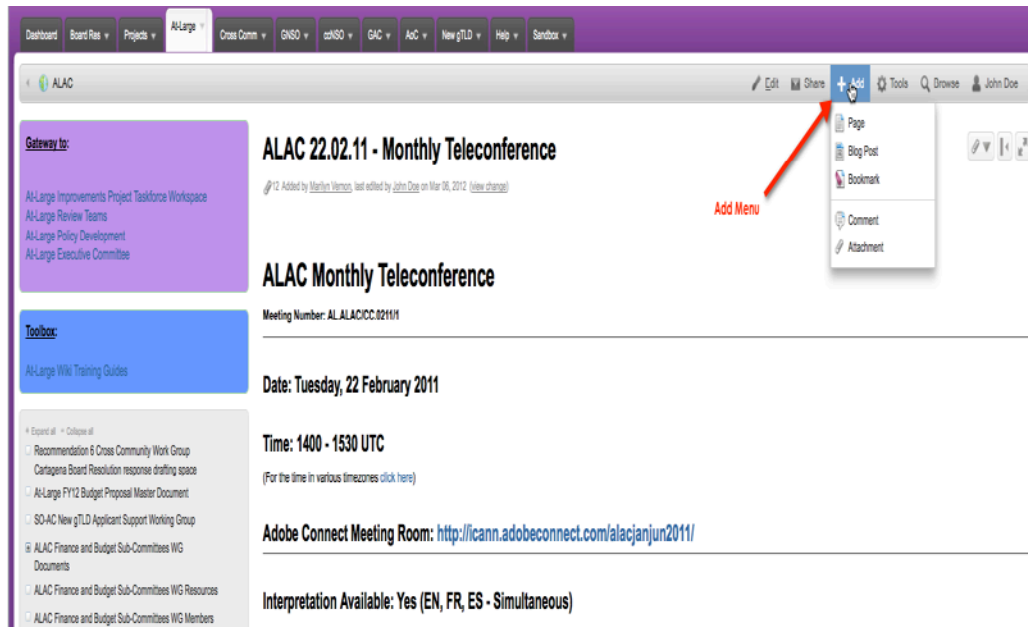 Dashboard Board Res Projects At-Large Cross Comm GNSO ccNSO GAC AoC New gTLD Help Sandbox
ALAC
Edit Share Add Tools Browse John Doe
Page
Blog Post
Bookmark
Comment
Attachment
Add Menu
Gateway to:
At-Large Improvements Project Taskforce Workspace
At-Large Review Teams
At-Large Policy Development
At-Large Executive Committee
Toolbox:
At-Large Wiki Training Guides
Expand all Collapse all
Recommendation 6 Cross Community Work Group
Cartagena Board Resolution response drafting space
At-Large FY12 Budget Proposal Master Document
SO-AC New gTLD Applicant Support Working Group
ALAC Finance and Budget Sub-Committees WG
Documents
ALAC Finance and Budget Sub-Committees WG Resources
ALAC Finance and Budget Sub-Committees WG Members
ALAC 22.02.11 - Monthly Teleconference
12 Added by Marilyn Vernon, last edited by John Doe on Mar 06, 2012 (view change)
ALAC Monthly Teleconference
Meeting Number: AL.ALAC/CC.0211/1
Date: Tuesday, 22 February 2011
Time: 1400 - 1530 UTC
(For the time in various timezones click here)
Adobe Connect Meeting Room: http://icann.adobeconnect.com/alacjanjun2011/
Interpretation Available: Yes (EN, FR, ES - Simultaneous)